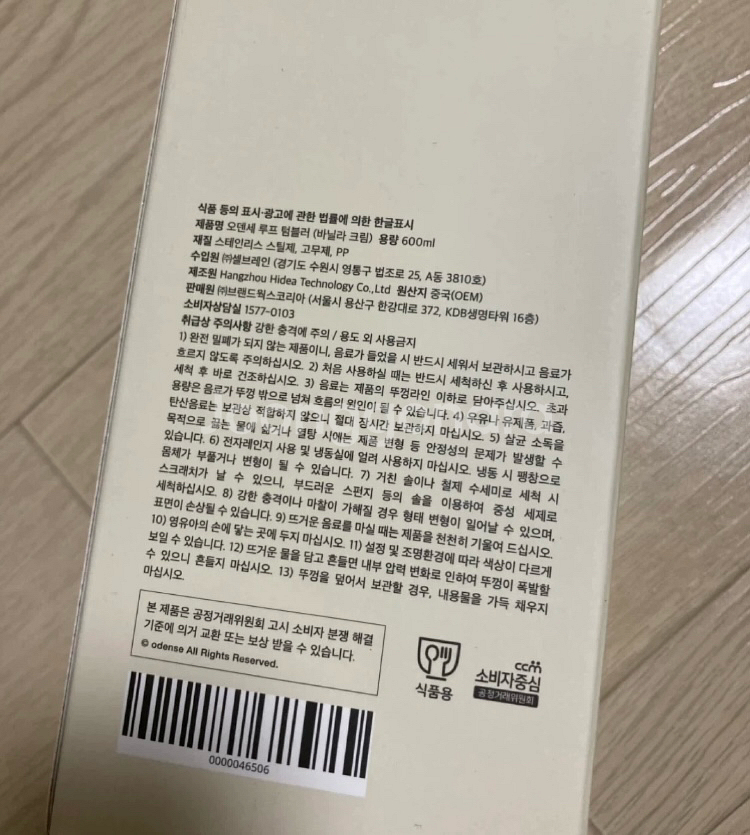 식품 등의 표시·광고에 관한 법률에 의한 한글표시
제품명 오덴세 루프 텀블러 (바닐라 크림) 용량 600ml
재질 스테인리스 스틸제, 고무제, PP
수입원 ㈜셀브레인 (경기도 수원시 영통구 법조로 25, A동 3810호)
제조원 Hangzhou Hidea Technology Co.,Ltd 원산지 중국(OEM)
판매원 ㈜브랜드웍스코리아 (서울시 용산구 한강대로 372, KDB생명타워 16층)
소비자상담실 1577-0103
취급상 주의사항 강한 충격에 주의 / 용도 외 사용금지
1) 완전 밀폐가 되지 않는 제품이니, 음료가 들었을 시 반드시 세워서 보관하시고 음료가
흐르지 않도록 주의하십시오. 2) 처음 사용하실 때는 반드시 세척하신 후 사용하시고,
세척 후 바로 건조하십시오. 3) 음료는 제품의 뚜껑라인 이하로 담아주십시오. 초과
용량은 음료가 뚜껑 밖으로 넘쳐 흐름의 원인이 될 수 있습니다. 4) 우유나 유제품, 과즙,
탄산음료는 보관상 적합하지 않으니 절대 장시간 보관하지 마십시오. 5) 살균 소독을
목적으로 끓는 물에 삶거나 열탕 시에는 제품 변형 등 안정성의 문제가 발생할 수
있습니다. 6) 전자레인지 사용 및 냉동실에 얼려 사용하지 마십시오. 냉동 시 팽창으로
몸체가 부풀거나 변형이 될 수 있습니다. 7) 거친 솔이나 철제 수세미로 세척 시
스크래치가 날 수 있으니, 부드러운 스펀지 등의 솔을 이용하여 중성 세제로
세척하십시오. 8) 강한 충격이나 마찰이 가해질 경우 형태 변형이 일어날 수 있으며,
표면이 손상될 수 있습니다. 9) 뜨거운 음료를 마실 때는 제품을 천천히 기울여 드십시오.
10) 영유아의 손에 닿는 곳에 두지 마십시오. 11) 설정 및 조명환경에 따라 색상이 다르게
보일 수 있습니다. 12) 뜨거운 물을 담고 흔들면 내부 압력 변화로 인하여 뚜껑이 폭발할
수 있으니 흔들지 마십시오. 13) 뚜껑을 덮어서 보관할 경우, 내용물을 가득 채우지
마십시오.
본 제품은 공정거래위원회 고시 소비자 분쟁 해결
기준에 의거 교환 또는 보상 받을 수 있습니다.
© odense All Rights Reserved.
식품용
ccm
소비자중심
공정거래위원회
0000046506